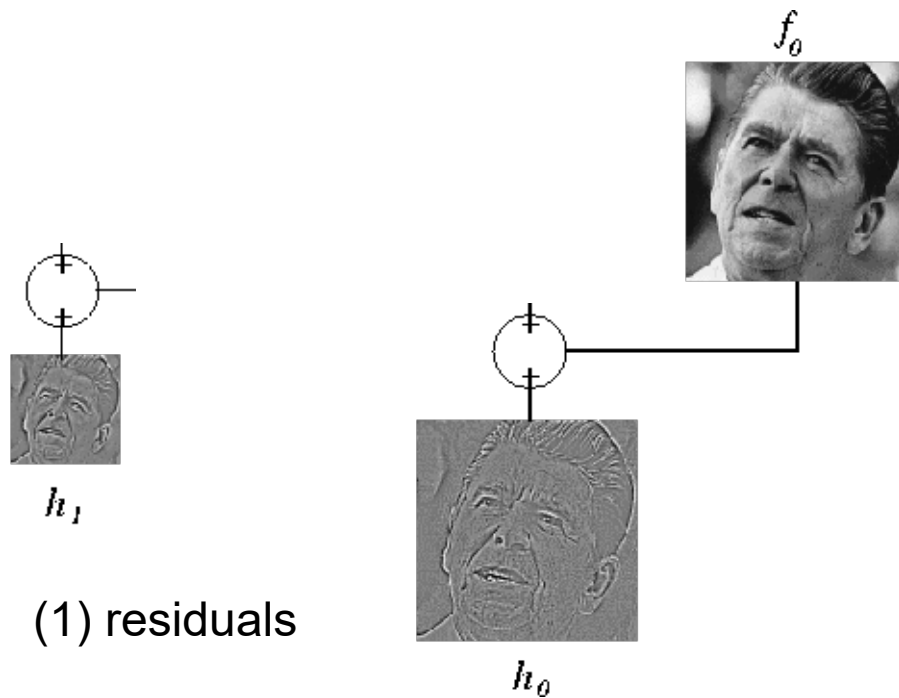 f₀
+
+
+
+
h₁
(1) residuals
h₀